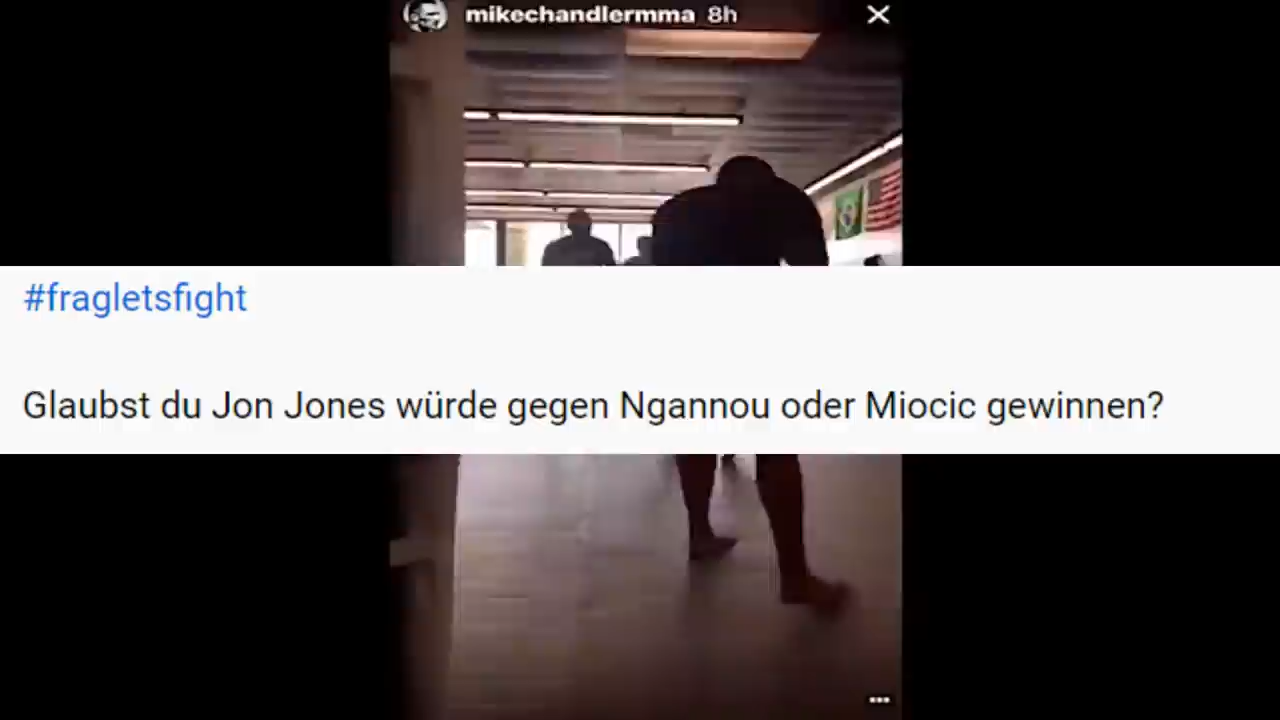 mikechandlermma 8h
#fragletsfight
Glaubst du Jon Jones würde gegen Ngannou oder Miocic gewinnen?